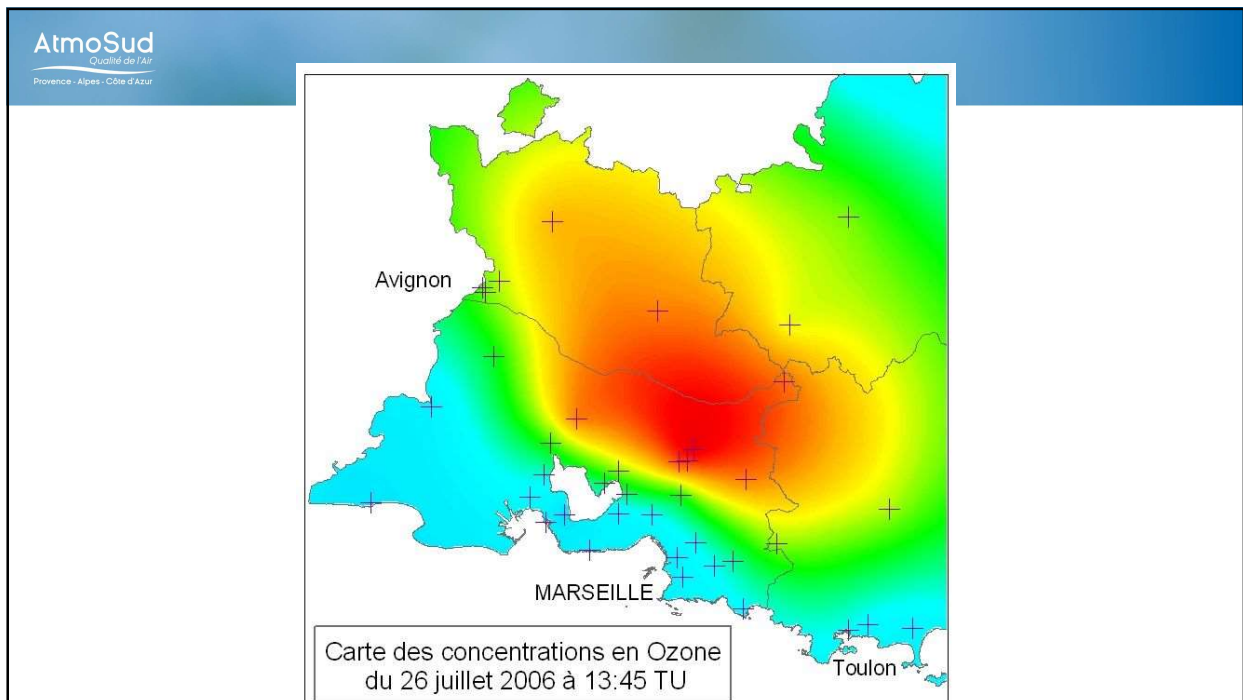 AtmoSud
Qualité de l'Air
Provence - Alpes - Côte d'Azur
Avignon
MARSEILLE
Toulon
Carte des concentrations en Ozone
du 26 juillet 2006 à 13:45 TU